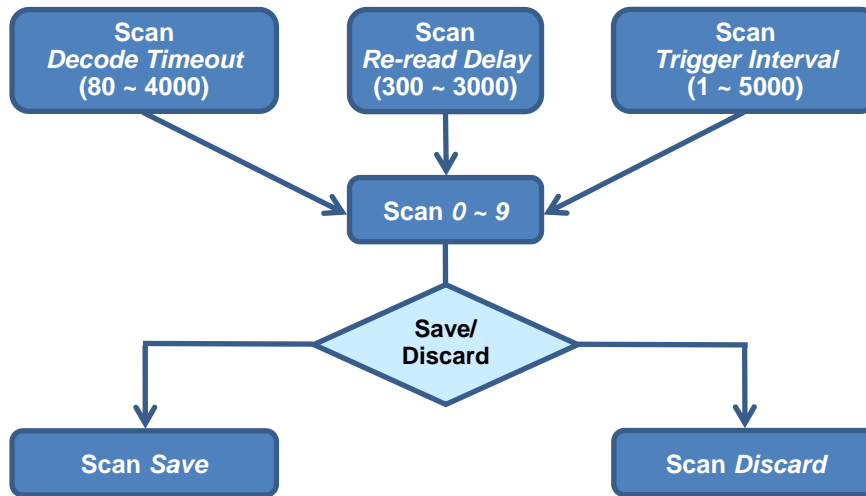 Scan
Decode Timeout
(80 ~ 4000)
Scan
Re-read Delay
(300 ~ 3000)
Scan
Trigger Interval
(1 ~ 5000)
Scan 0 ~ 9
Save/
Discard
Scan Save
Scan Discard